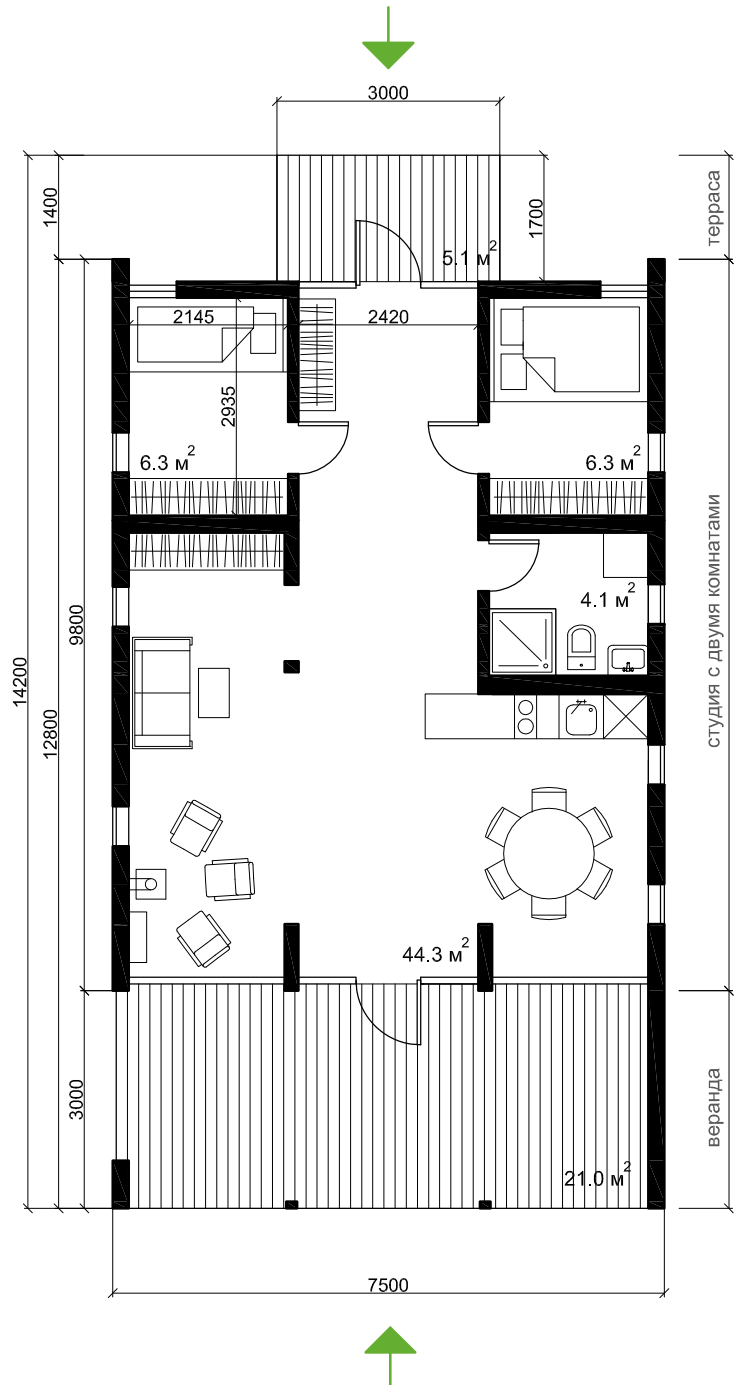 3000
1400
1700
терраса
5.1 м²
2145
2420
2935
6.3 м²
6.3 м²
студия с двумя комнатами
4.1 м²
9800
14200
12800
44.3 м²
3000
веранда
21.0 м²
7500